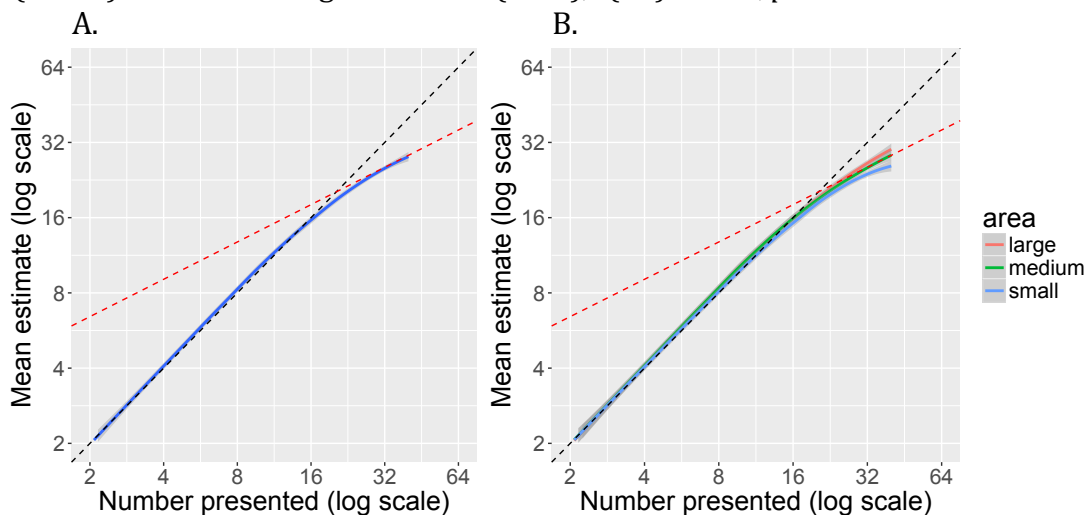 A.
B.
64
32
16
8
4
2
2 4 8 16 32 64
Mean estimate (log scale)
Number presented (log scale)
64
32
16
8
4
2
2 4 8 16 32 64
Mean estimate (log scale)
Number presented (log scale)
area
large
medium
small